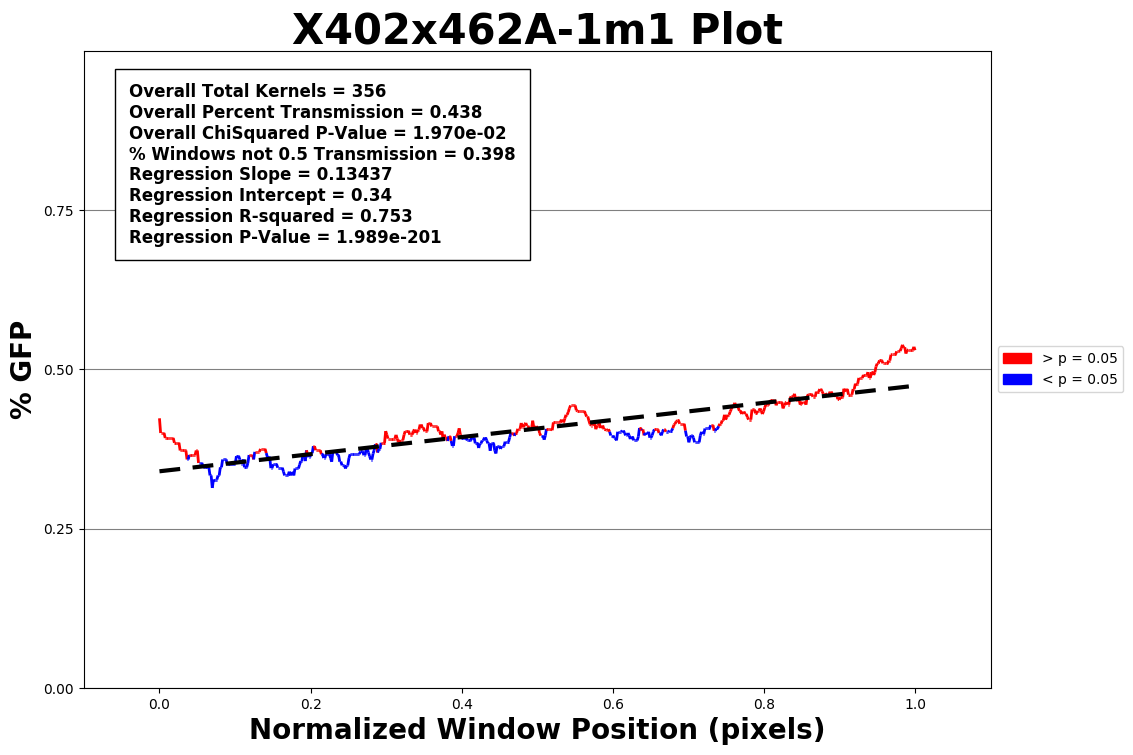 X402x462A-1m1 Plot
Overall Total Kernels = 356
Overall Percent Transmission = 0.438
Overall ChiSquared P-Value = 1.970e-02
% Windows not 0.5 Transmission = 0.398
Regression Slope = 0.13437
Regression Intercept = 0.34
Regression R-squared = 0.753
Regression P-Value = 1.989e-201
% GFP
0.75
0.50
0.25
0.00
> p = 0.05
< p = 0.05
0.0 0.2 0.4 0.6 0.8 1.0
Normalized Window Position (pixels)